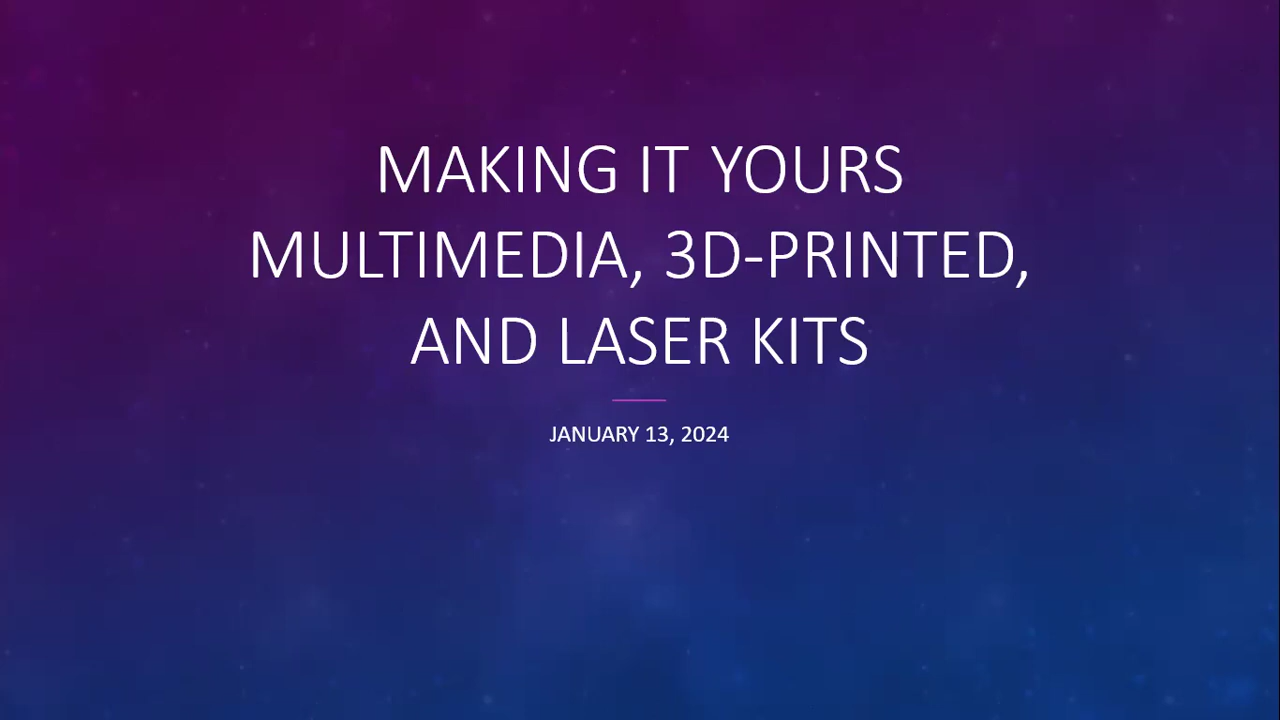 MAKING IT YOURS
MULTIMEDIA, 3D-PRINTED,
AND LASER KITS
JANUARY 13, 2024